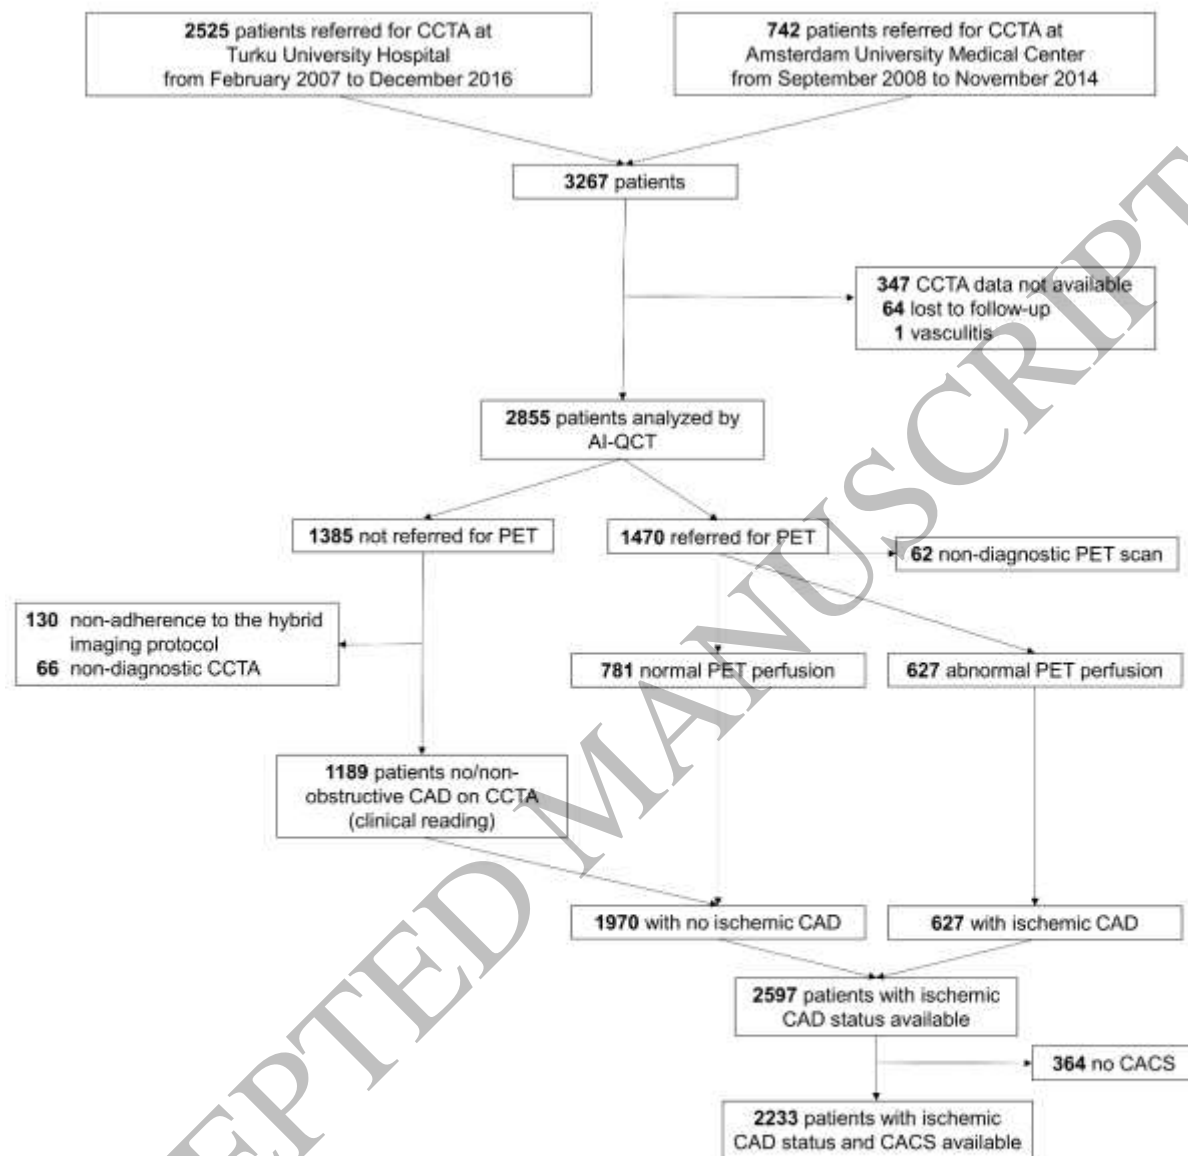 2525 patients referred for CCTA at
Turku University Hospital
from February 2007 to December 2016
742 patients referred for CCTA at
Amsterdam University Medical Center
from September 2008 to November 2014
3267 patients
347 CCTA data not available
64 lost to follow-up
1 vasculitis
2855 patients analyzed by
AI-QCT
1385 not referred for PET
1470 referred for PET
62 non-diagnostic PET scan
130 non-adherence to the hybrid
imaging protocol
66 non-diagnostic CCTA
781 normal PET perfusion
627 abnormal PET perfusion
1189 patients no/non-
obstructive CAD on CCTA
(clinical reading)
1970 with no ischemic CAD
627 with ischemic CAD
2597 patients with ischemic
CAD status available
364 no CACS
2233 patients with ischemic
CAD status and CACS available
EPTED MANUSCRIPT